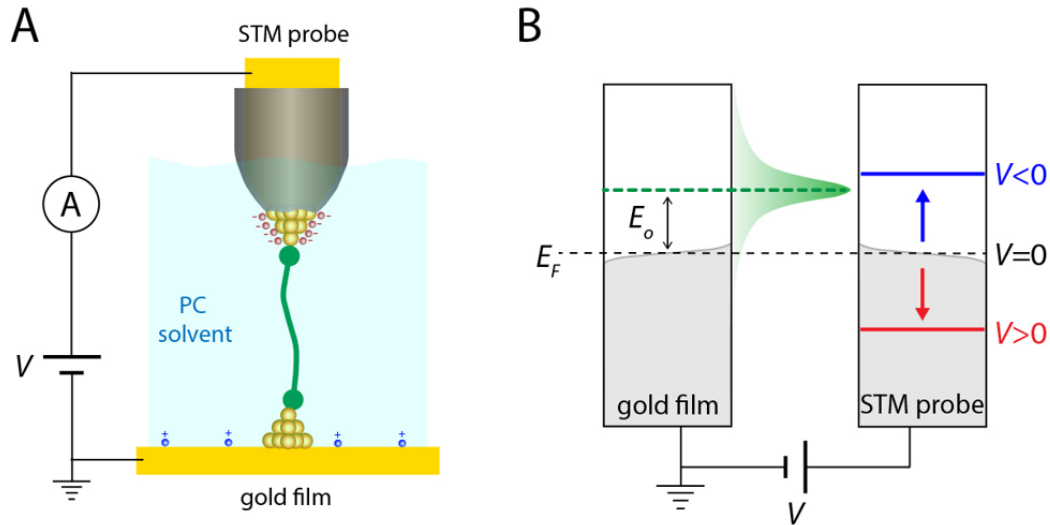 A
STM probe
A
− − − − − −
PC
solvent
V
+ + + +
gold film
B
V<0
E_o
E_F
V=0
V>0
gold film
STM probe
V